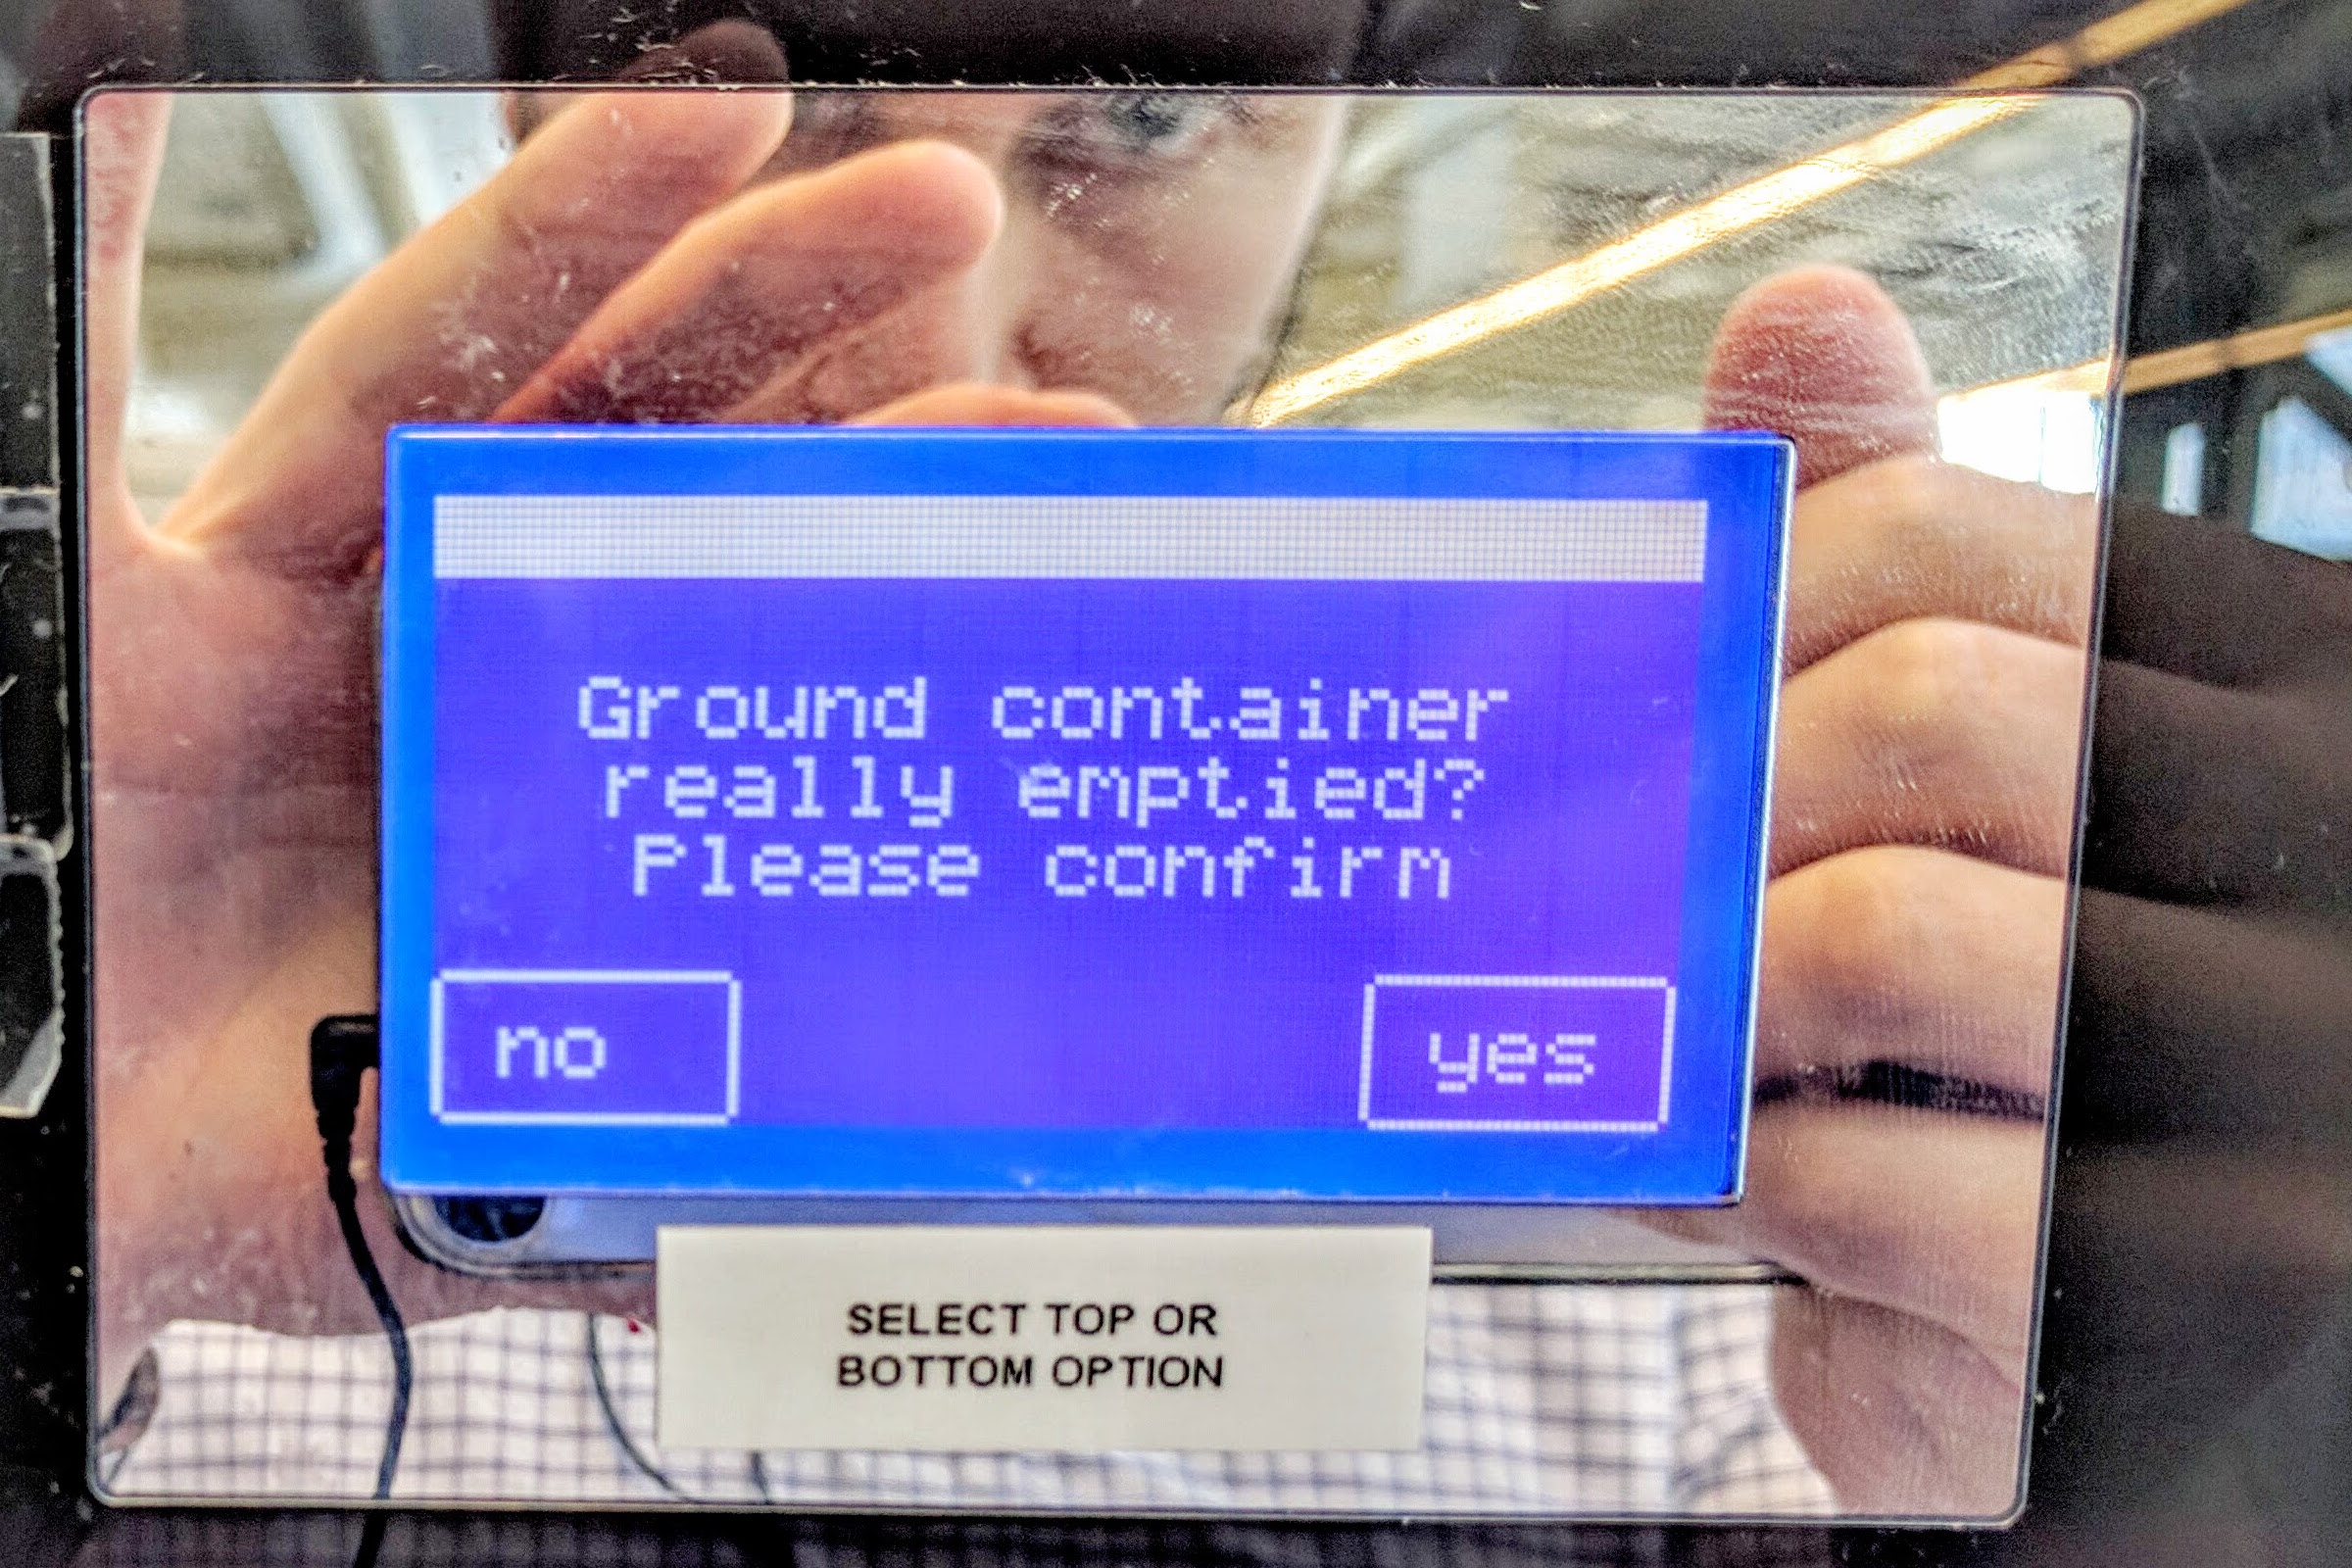 Ground container
really emptied?
Please confirm
no
yes
SELECT TOP OR
BOTTOM OPTION